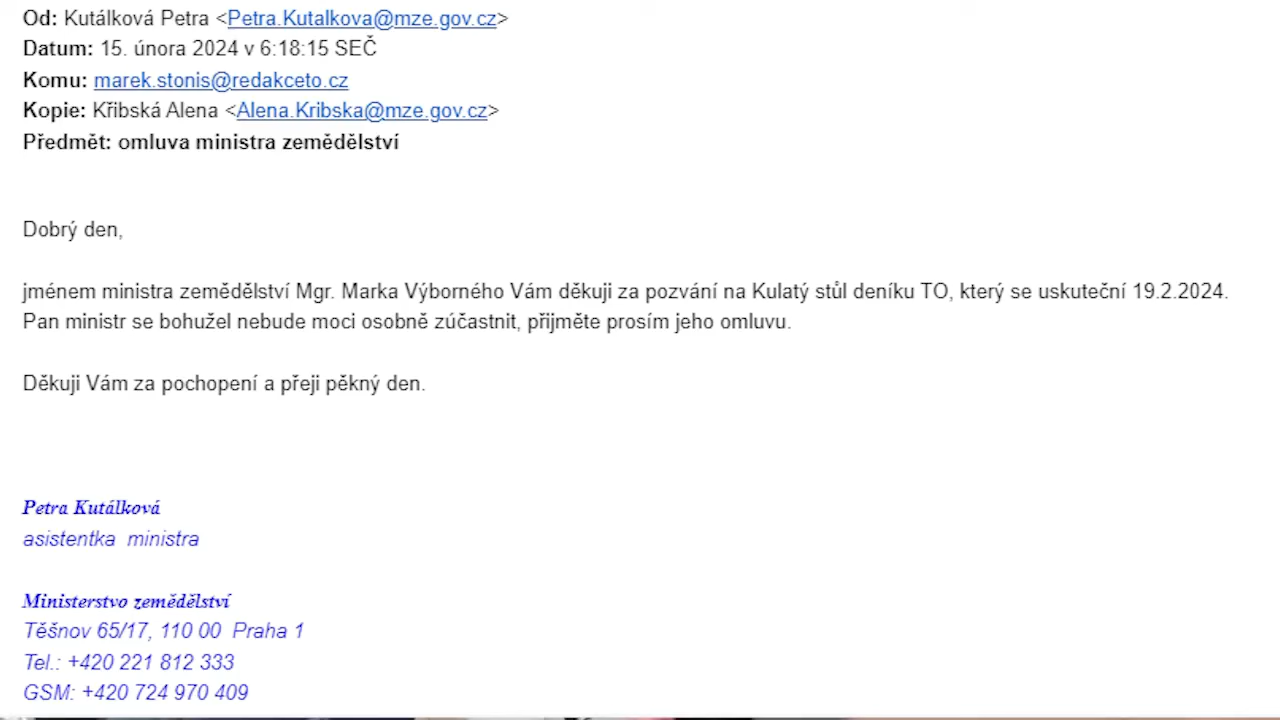 Od: Kutálková Petra <Petra.Kutalkova@mze.gov.cz>
Datum: 15. února 2024 v 6:18:15 SEČ
Komu: marek.stonis@redakceto.cz
Kopie: Křibská Alena <Alena.Kribska@mze.gov.cz>
Předmět: omluva ministra zemědělství
Dobrý den,
jménem ministra zemědělství Mgr. Marka Výborného Vám děkuji za pozvání na Kulatý stůl deníku TO, který se uskuteční 19.2.2024.
Pan ministr se bohužel nebude moci osobně zúčastnit, přijměte prosím jeho omluvu.
Děkuji Vám za pochopení a přeji pěkný den.
Petra Kutálková
asistentka  ministra
Ministerstvo zemědělství
Těšnov 65/17, 110 00  Praha 1
Tel.: +420 221 812 333
GSM: +420 724 970 409